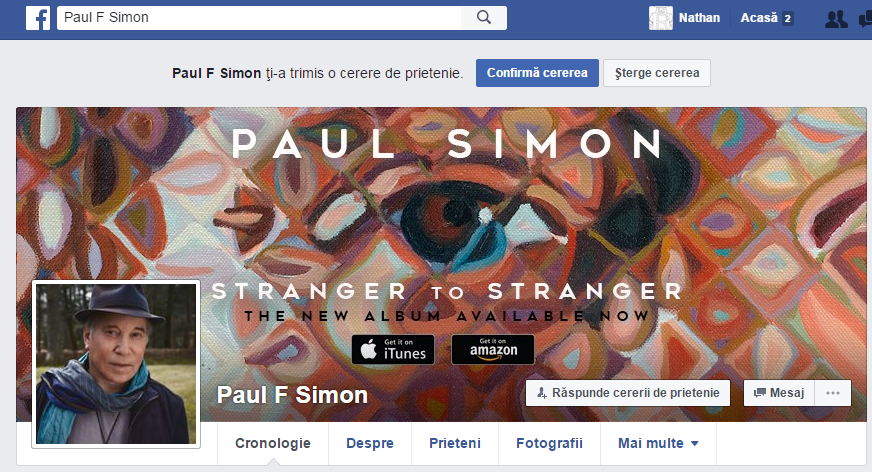 f
Paul F Simon
Nathan
Acasă 2
Paul F Simon ţi-a trimis o cerere de prietenie.
Confirmă cererea
Şterge cererea
PAUL SIMON
STRANGER TO STRANGER
THE NEW ALBUM AVAILABLE NOW
Get it on
iTunes
Get it on
amazon
Paul F Simon
Răspunde cererii de prietenie
Mesaj
Cronologie
Despre
Prieteni
Fotografii
Mai multe